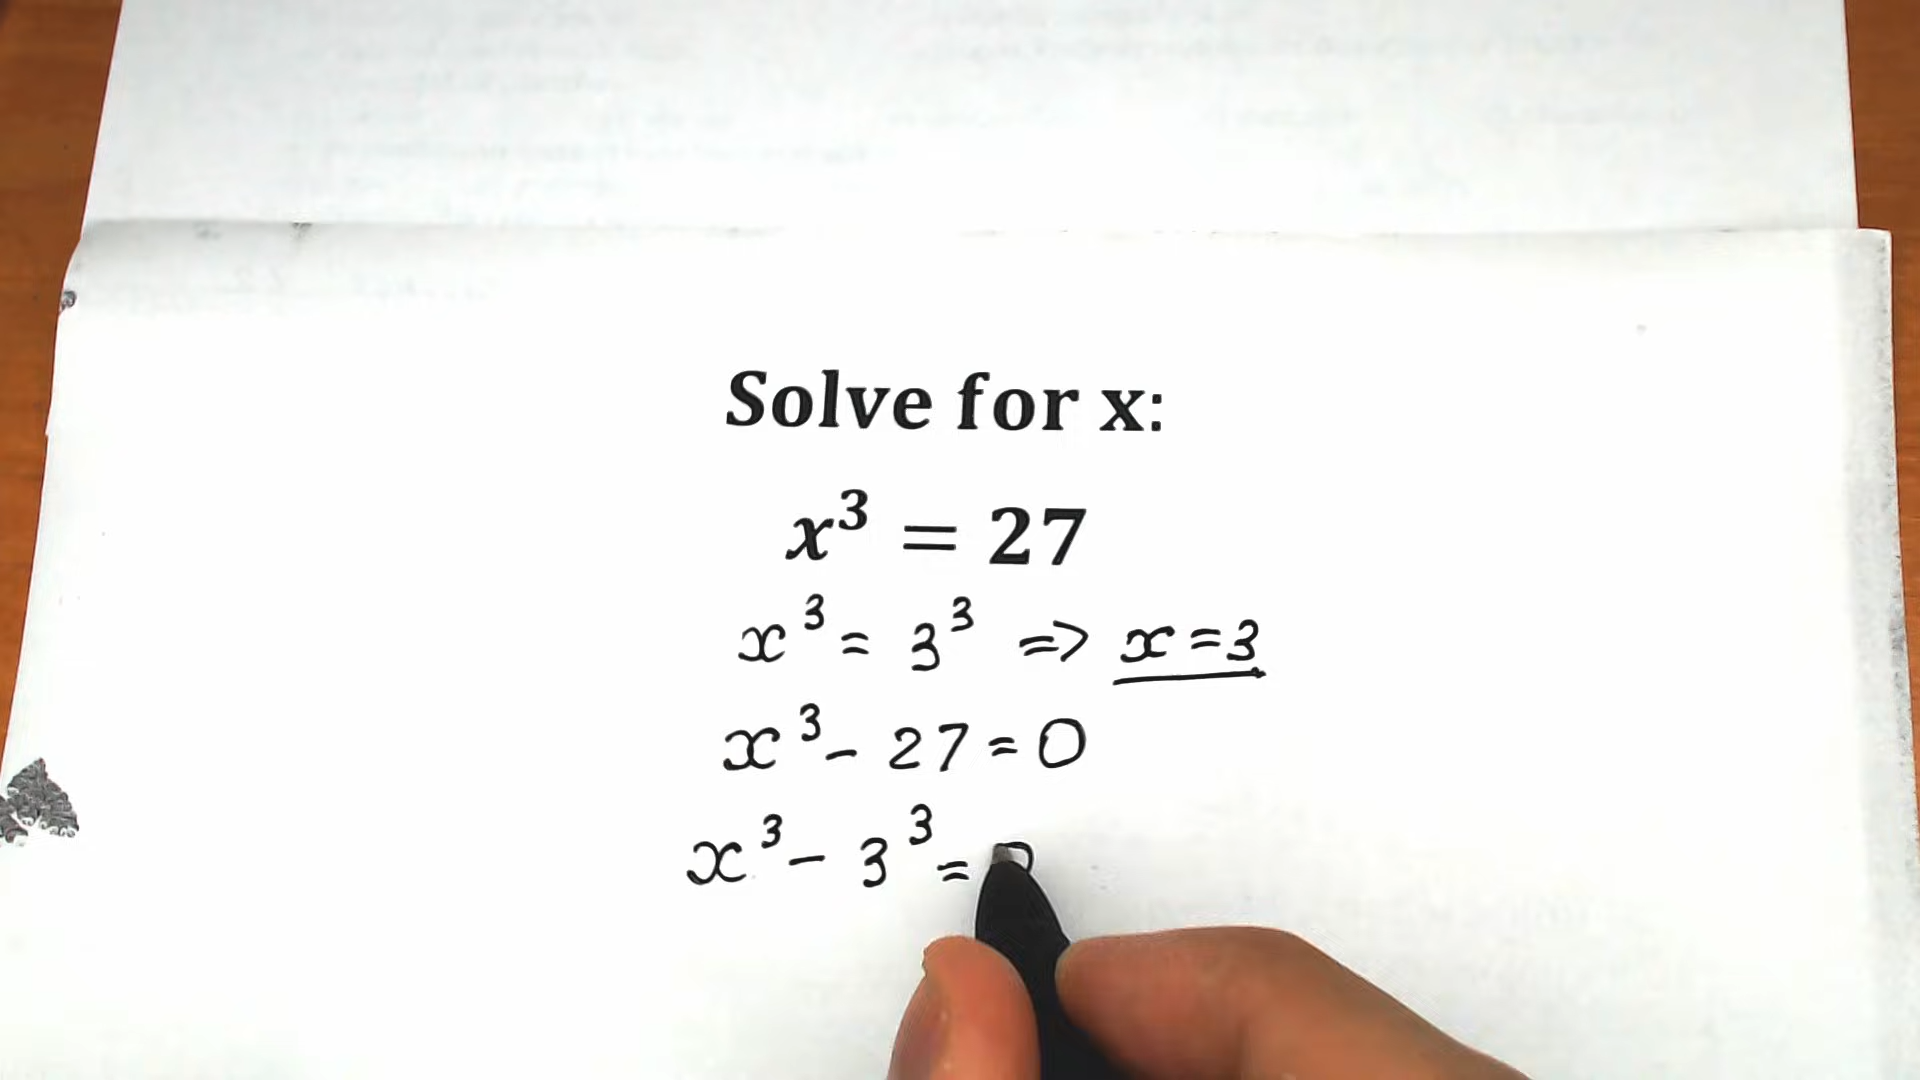 Solve for x:
x³ = 27
x³ = 3³ => x = 3
x³ - 27 = 0
x³ - 3³ =